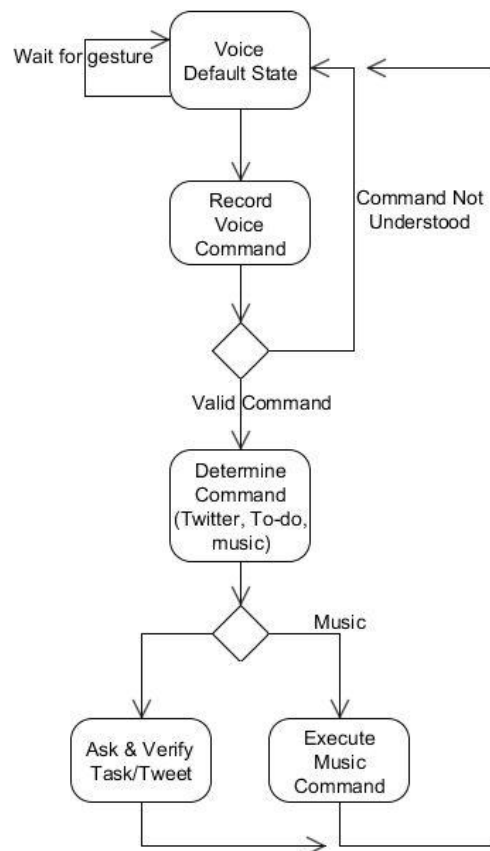 Wait for gesture
Voice
Default State
Record
Voice
Command
Command Not
Understood
Valid Command
Determine
Command
(Twitter, To-do,
music)
Music
Ask & Verify
Task/Tweet
Execute
Music
Command